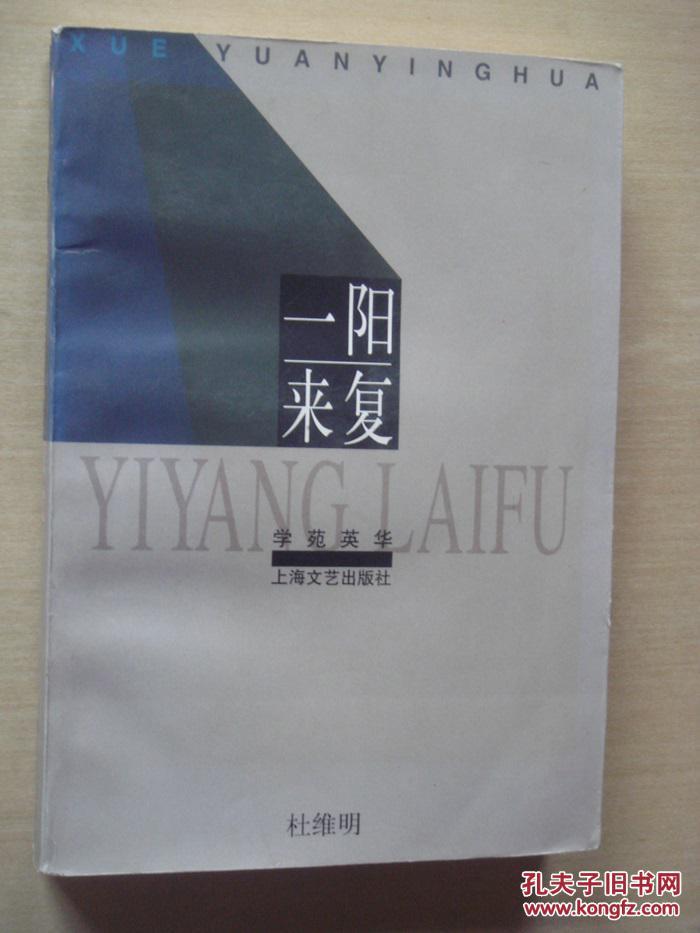 XUE YUANYINGHUA
一阳
来复
YIYANG LAIFU
学苑英华
上海文艺出版社
杜维明
孔夫子旧书网
www.kongfz.com